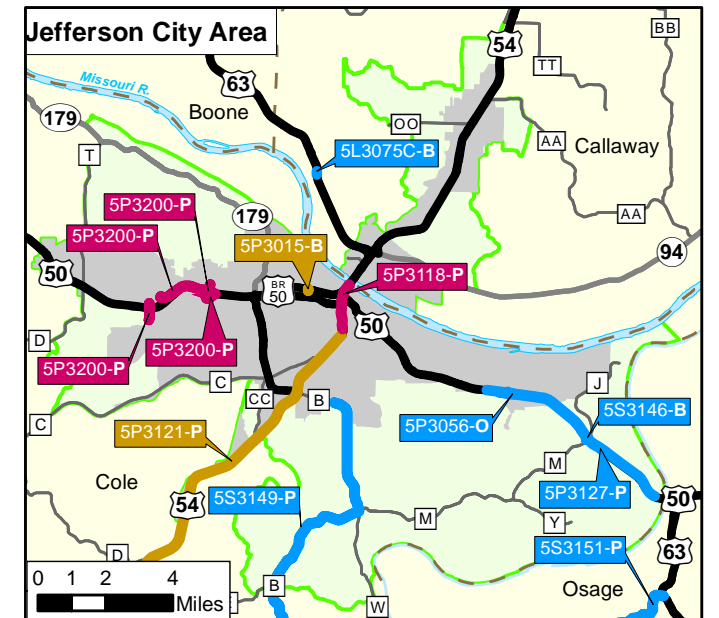 Jefferson City Area
54
BB
63
TT
Missouri R.
Boone
179
OO
AA
Callaway
T
5L3075C-B
5P3200-P
179
AA
5P3200-P
5P3015-B
94
50
BR
50
5P3118-P
50
D
5P3200-P
5P3200-P
C
J
CC
B
C
5P3056-O
5S3146-B
5P3121-P
M
Cole
5P3127-P
54
5S3149-P
50
M
Y
5S3151-P
63
D
0 1 2 4
Miles
B
W
Osage